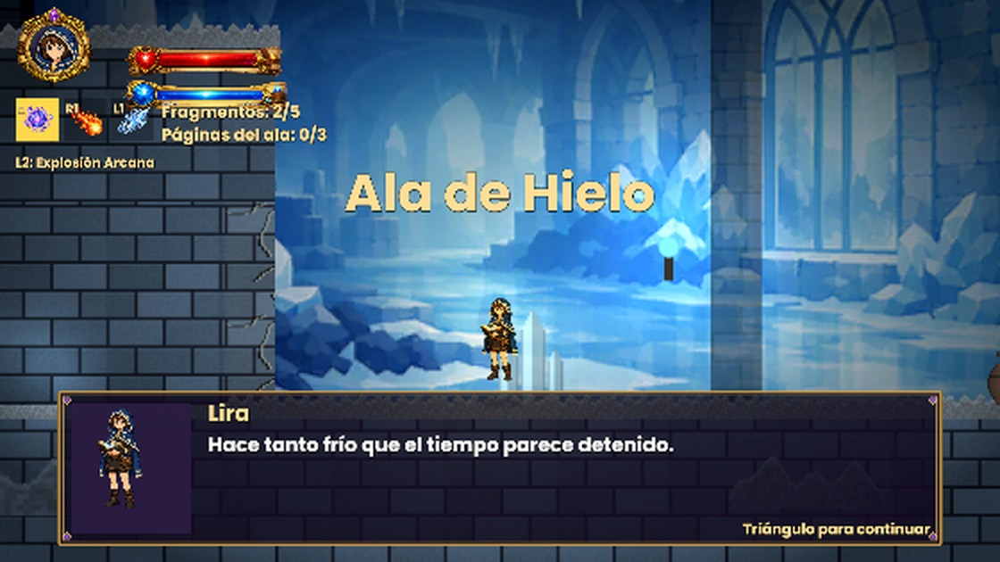 R1
L1
Fragmentos: 2/5
Páginas del ala: 0/3
L2: Explosión Arcana
Ala de Hielo
Lira
Hace tanto frío que el tiempo parece detenido.
Triángulo para continuar